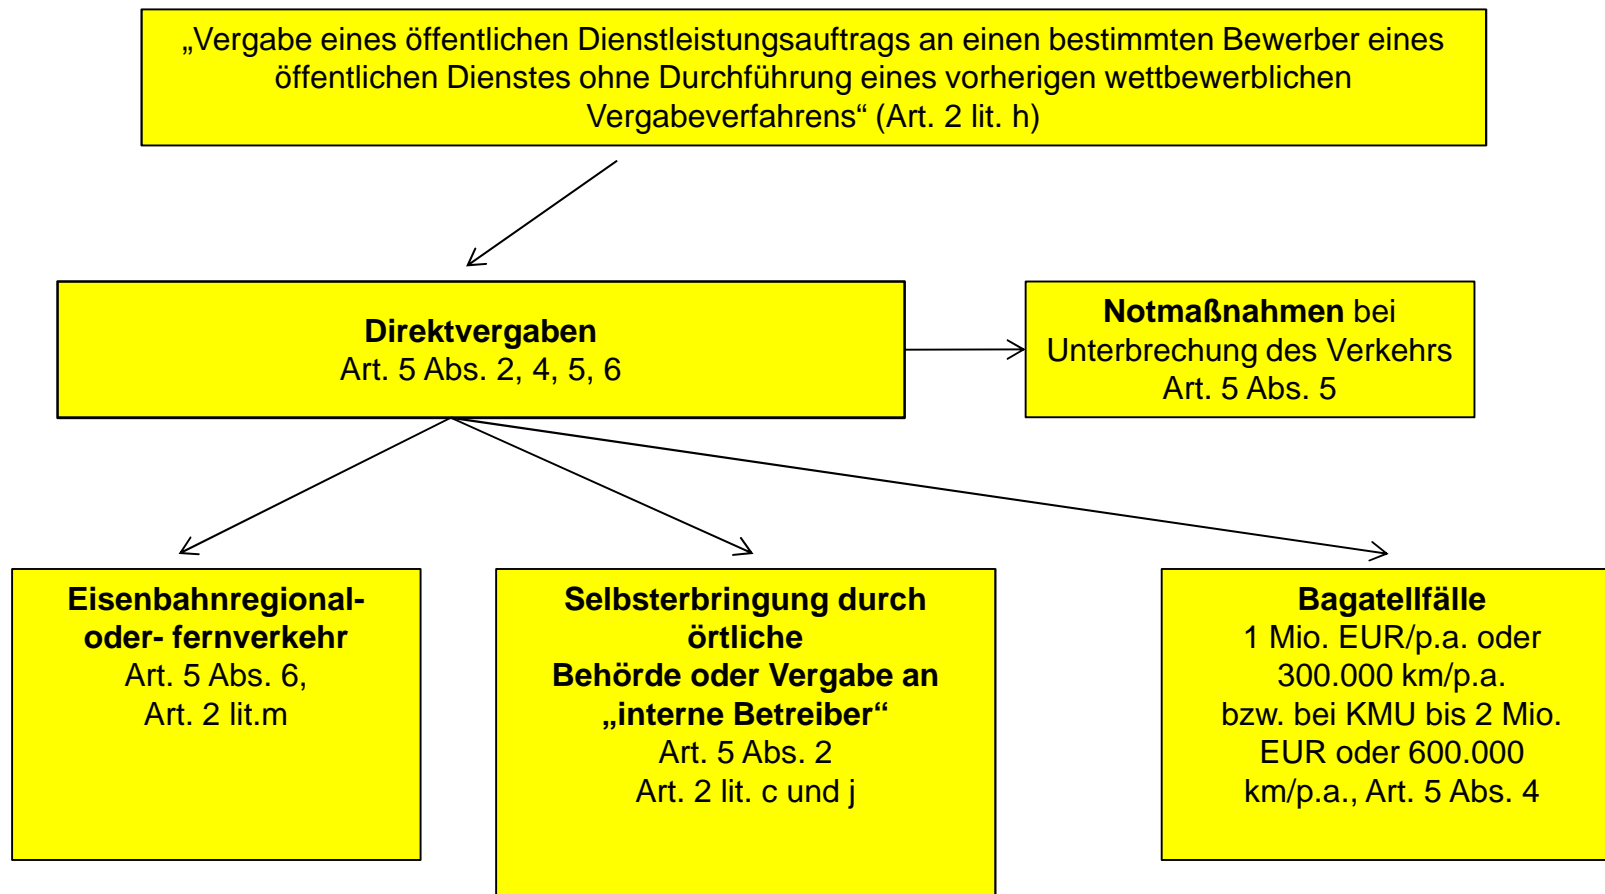 „Vergabe eines öffentlichen Dienstleistungsauftrags an einen bestimmten Bewerber eines
öffentlichen Dienstes ohne Durchführung eines vorherigen wettbewerblichen
Vergabeverfahrens“ (Art. 2 lit. h)
Direktvergaben
Art. 5 Abs. 2, 4, 5, 6
Notmaßnahmen bei
Unterbrechung des Verkehrs
Art. 5 Abs. 5
Eisenbahnregional-
oder- fernverkehr
Art. 5 Abs. 6,
Art. 2 lit.m
Selbsterbringung durch
örtliche
Behörde oder Vergabe an
„interne Betreiber“
Art. 5 Abs. 2
Art. 2 lit. c und j
Bagatellfälle
1 Mio. EUR/p.a. oder
300.000 km/p.a.
bzw. bei KMU bis 2 Mio.
EUR oder 600.000
km/p.a., Art. 5 Abs. 4